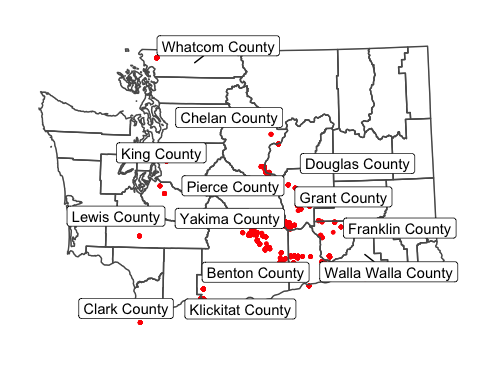 Whatcom County
Chelan County
King County
Douglas County
Pierce County
Grant County
Lewis County
Yakima County
Franklin County
Benton County
Walla Walla County
Clark County
Klickitat County